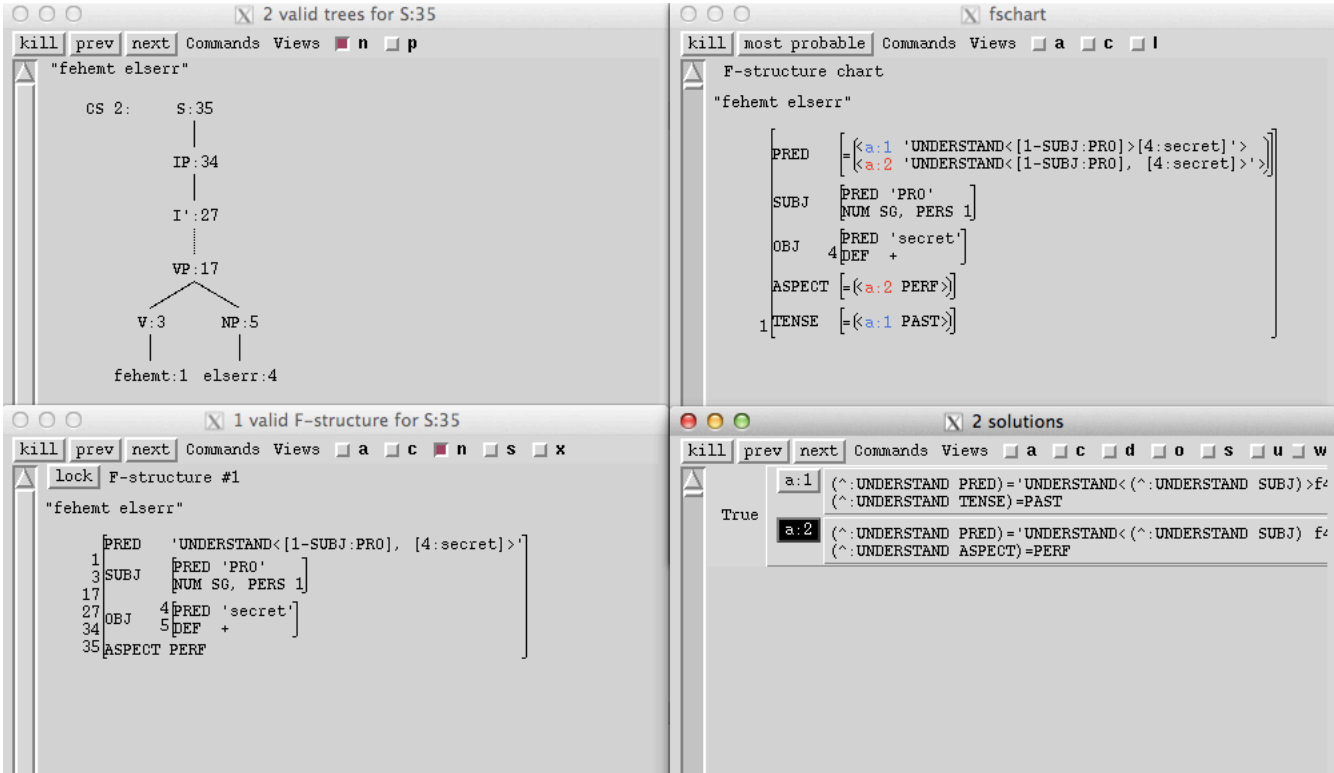 2 valid trees for S:35
kill prev next Commands Views n p
"fehemt elserr"
CS 2: S:35
IP:34
I':27
VP:17
V:3 NP:5
fehemt:1 elserr:4
fschart
kill most probable Commands Views a c l
F-structure chart
"fehemt elserr"
PRED =<a:1 'UNDERSTAND<[1-SUBJ:PRO]>[4:secret]'>
<a:2 'UNDERSTAND<[1-SUBJ:PRO], [4:secret]>'>
SUBJ PRED 'PRO'
NUM SG, PERS 1
OBJ PRED 'secret'
4 DEF +
ASPECT =<a:2 PERF>
1 TENSE =<a:1 PAST>
1 valid F-structure for S:35
kill prev next Commands Views a c n s x
lock F-structure #1
"fehemt elserr"
PRED 'UNDERSTAND<[1-SUBJ:PRO], [4:secret]>'
1 PRED 'PRO'
3 SUBJ NUM SG, PERS 1
17
27 4 PRED 'secret'
34 OBJ 5 DEF +
35 ASPECT PERF
2 solutions
kill prev next Commands Views a c d o s u w
a:1 (^:UNDERSTAND PRED)='UNDERSTAND<(^:UNDERSTAND SUBJ)>f4
(^:UNDERSTAND TENSE)=PAST
True
a:2 (^:UNDERSTAND PRED)='UNDERSTAND<(^:UNDERSTAND SUBJ) f4
(^:UNDERSTAND ASPECT)=PERF